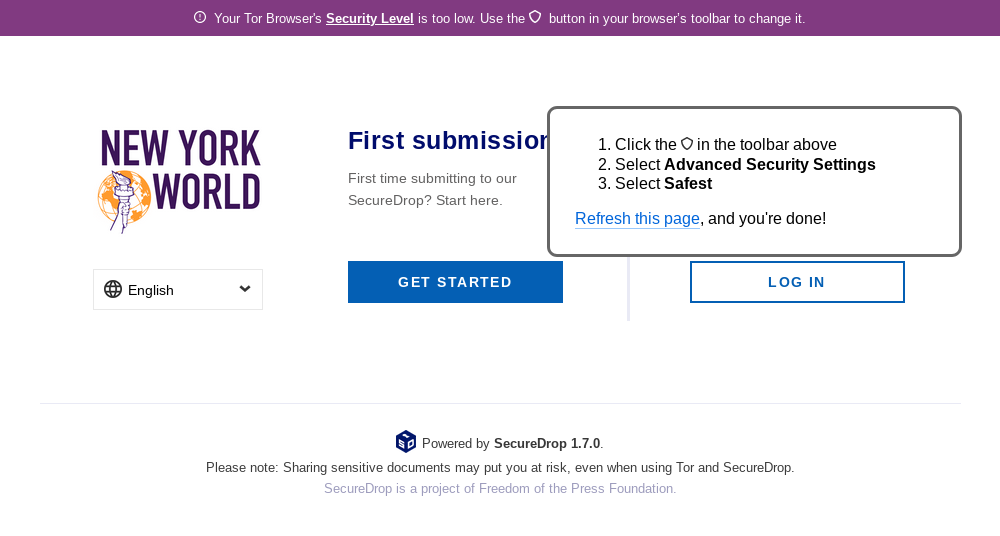 Your Tor Browser's Security Level is too low. Use the button in your browser’s toolbar to change it.
NEW YORK
WORLD
English
First submission
First time submitting to our
SecureDrop? Start here.
GET STARTED
1. Click the in the toolbar above
2. Select Advanced Security Settings
3. Select Safest
Refresh this page, and you're done!
LOG IN
Powered by SecureDrop 1.7.0.
Please note: Sharing sensitive documents may put you at risk, even when using Tor and SecureDrop.
SecureDrop is a project of Freedom of the Press Foundation.